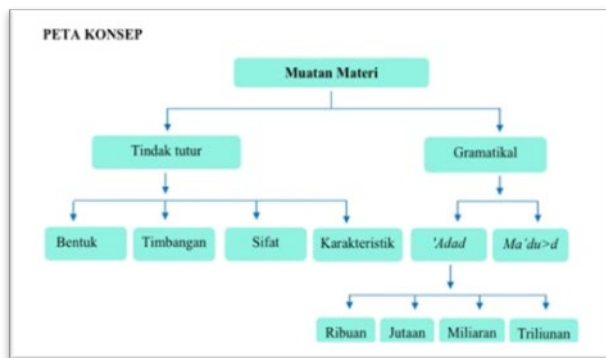 PETA KONSEP
Muatan Materi
Tindak tutur
Gramatikal
Bentuk
Timbangan
Sifat
Karakteristik
'Adad
Ma'du>d
Ribuan
Jutaan
Miliaran
Triliunan